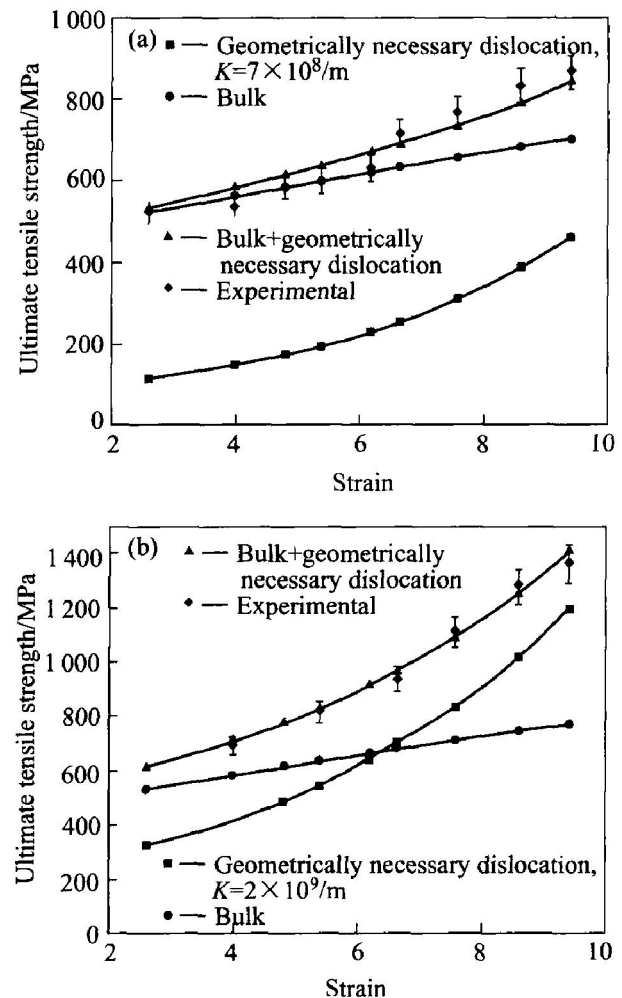 (a)
Geometrically necessary dislocation,
K=7×10⁸/m
Bulk
Bulk+geometrically
necessary dislocation
Experimental
Ultimate tensile strength/MPa
1 000
800
600
400
200
0
2 4 6 8 10
Strain
(b)
Bulk+geometrically
necessary dislocation
Experimental
Geometrically necessary dislocation,
K=2×10⁹/m
Bulk
Ultimate tensile strength/MPa
1 400
1 200
1 000
800
600
400
200
0
2 4 6 8 10
Strain